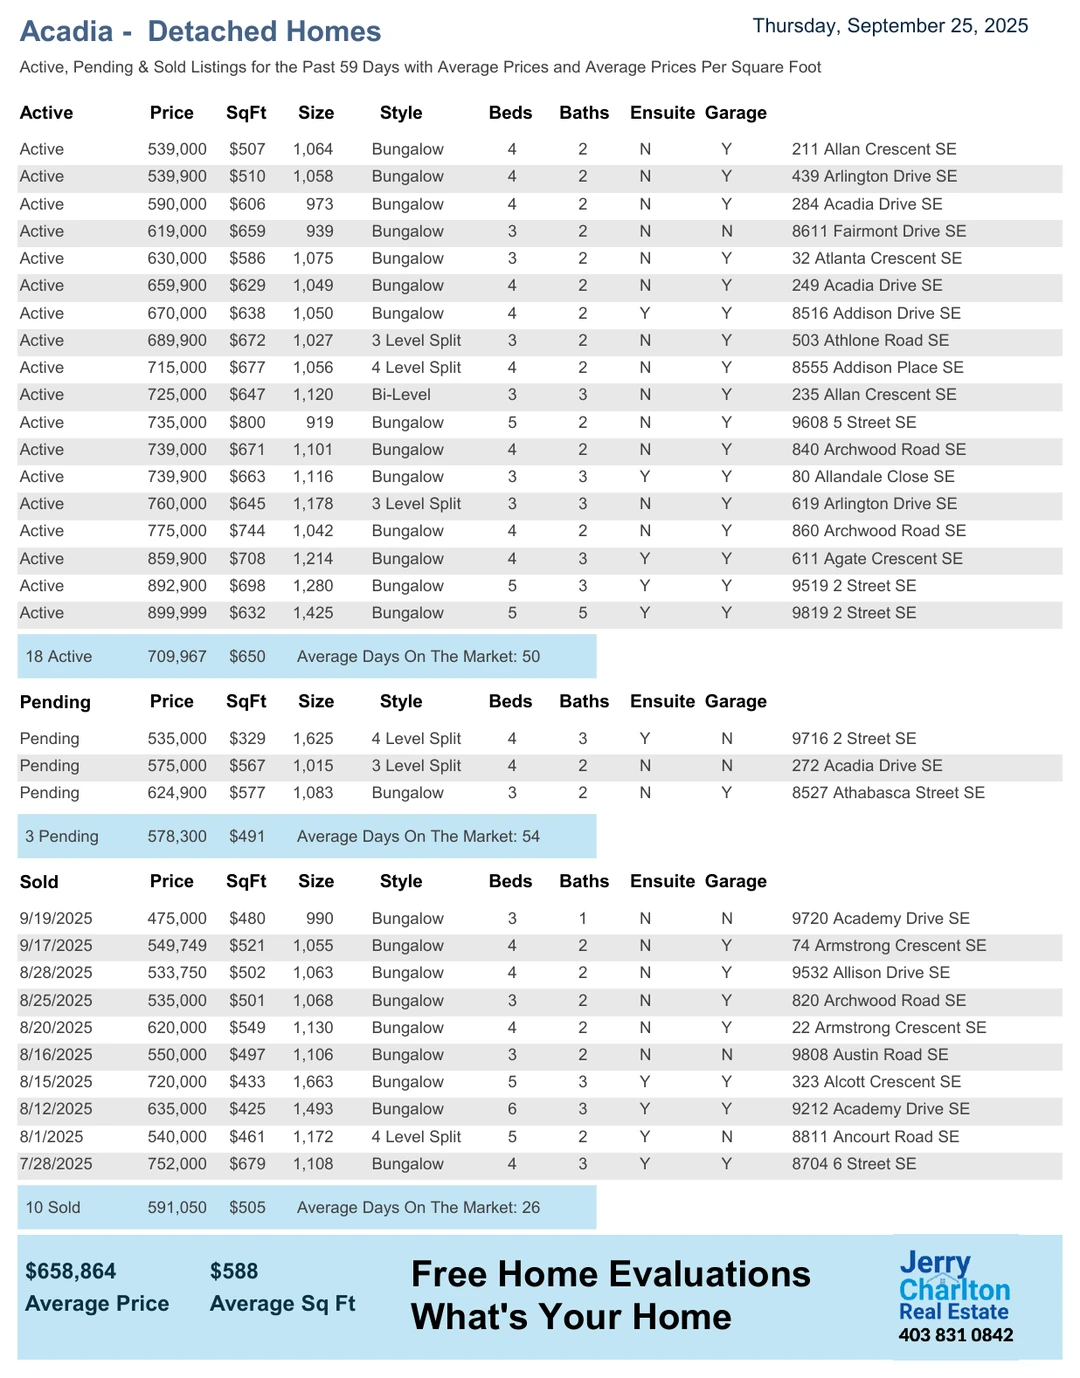 Acadia - Detached Homes
Thursday, September 25, 2025
Active, Pending & Sold Listings for the Past 59 Days with Average Prices and Average Prices Per Square Foot
Active Price SqFt Size Style Beds Baths Ensuite Garage
Active 539,000 $507 1,064 Bungalow 4 2 N Y 211 Allan Crescent SE
Active 539,900 $510 1,058 Bungalow 4 2 N Y 439 Arlington Drive SE
Active 590,000 $606 973 Bungalow 4 2 N Y 284 Acadia Drive SE
Active 619,000 $659 939 Bungalow 3 2 N N 8611 Fairmont Drive SE
Active 630,000 $586 1,075 Bungalow 3 2 N Y 32 Atlanta Crescent SE
Active 659,900 $629 1,049 Bungalow 4 2 N Y 249 Acadia Drive SE
Active 670,000 $638 1,050 Bungalow 4 2 Y Y 8516 Addison Drive SE
Active 689,900 $672 1,027 3 Level Split 3 2 N Y 503 Athlone Road SE
Active 715,000 $677 1,056 4 Level Split 4 2 N Y 8555 Addison Place SE
Active 725,000 $647 1,120 Bi-Level 3 3 N Y 235 Allan Crescent SE
Active 735,000 $800 919 Bungalow 5 2 N Y 9608 5 Street SE
Active 739,000 $671 1,101 Bungalow 4 2 N Y 840 Archwood Road SE
Active 739,900 $663 1,116 Bungalow 3 3 Y Y 80 Allandale Close SE
Active 760,000 $645 1,178 3 Level Split 3 3 N Y 619 Arlington Drive SE
Active 775,000 $744 1,042 Bungalow 4 2 N Y 860 Archwood Road SE
Active 859,900 $708 1,214 Bungalow 4 3 Y Y 611 Agate Crescent SE
Active 892,900 $698 1,280 Bungalow 5 3 Y Y 9519 2 Street SE
Active 899,999 $632 1,425 Bungalow 5 5 Y Y 9819 2 Street SE
18 Active 709,967 $650 Average Days On The Market: 50
Pending Price SqFt Size Style Beds Baths Ensuite Garage
Pending 535,000 $329 1,625 4 Level Split 4 3 Y N 9716 2 Street SE
Pending 575,000 $567 1,015 3 Level Split 4 2 N N 272 Acadia Drive SE
Pending 624,900 $577 1,083 Bungalow 3 2 N Y 8527 Athabasca Street SE
3 Pending 578,300 $491 Average Days On The Market: 54
Sold Price SqFt Size Style Beds Baths Ensuite Garage
9/19/2025 475,000 $480 990 Bungalow 3 1 N N 9720 Academy Drive SE
9/17/2025 549,749 $521 1,055 Bungalow 4 2 N Y 74 Armstrong Crescent SE
8/28/2025 533,750 $502 1,063 Bungalow 4 2 N Y 9532 Allison Drive SE
8/25/2025 535,000 $501 1,068 Bungalow 3 2 N Y 820 Archwood Road SE
8/20/2025 620,000 $549 1,130 Bungalow 4 2 N Y 22 Armstrong Crescent SE
8/16/2025 550,000 $497 1,106 Bungalow 3 2 N N 9808 Austin Road SE
8/15/2025 720,000 $433 1,663 Bungalow 5 3 Y Y 323 Alcott Crescent SE
8/12/2025 635,000 $425 1,493 Bungalow 6 3 Y Y 9212 Academy Drive SE
8/1/2025 540,000 $461 1,172 4 Level Split 5 2 Y N 8811 Ancourt Road SE
7/28/2025 752,000 $679 1,108 Bungalow 4 3 Y Y 8704 6 Street SE
10 Sold 591,050 $505 Average Days On The Market: 26
$658,864 $588
Average Price Average Sq Ft
Free Home Evaluations
What's Your Home
Jerry
Charlton
Real Estate
403 831 0842